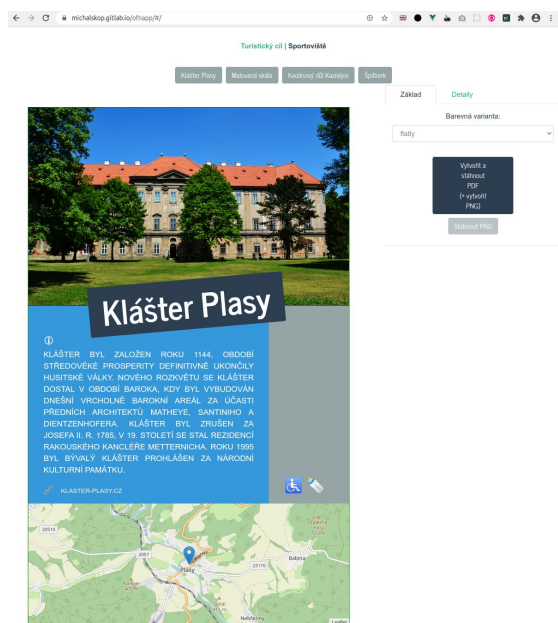 michalskop.gitlab.io/ofnapp/#/
Turistický cíl | Sportoviště
Klášter Plasy
Malovaná skála
Kaolinový důl Kaznějov
Špilberk
Základ
Detaily
Barevná varianta:
flatly
Vytvořit a
stáhnout
PDF
(+ vytvořit
PNG)
Stáhnout PNG
Klášter Plasy
KLÁŠTER BYL ZALOŽEN ROKU 1144, OBDOBÍ
STŘEDOVĚKÉ PROSPERITY DEFINITIVNĚ UKONČILY
HUSITSKÉ VÁLKY. NOVÉHO ROZKVĚTU SE KLÁŠTER
DOSTAL V OBDOBÍ BAROKA, KDY BYL VYBUDOVÁN
DNEŠNÍ VRCHOLNĚ BAROKNÍ AREÁL ZA ÚČASTI
PŘEDNÍCH ARCHITEKTŮ MATHEYE, SANTINIHO A
DIENTZENHOFERA. KLÁŠTER BYL ZRUŠEN ZA
JOSEFA II. R. 1785, V 19. STOLETÍ SE STAL REZIDENCÍ
RAKOUSKÉHO KANCLÉŘE METTERNICHA. ROKU 1995
BYL BÝVALÝ KLÁŠTER PROHLÁŠEN ZA NÁRODNÍ
KULTURNÍ PAMÁTKU.
KLASTER-PLASY.CZ
20510
2057
Plasy
23110
Babina
Nebřeziny
Leaflet